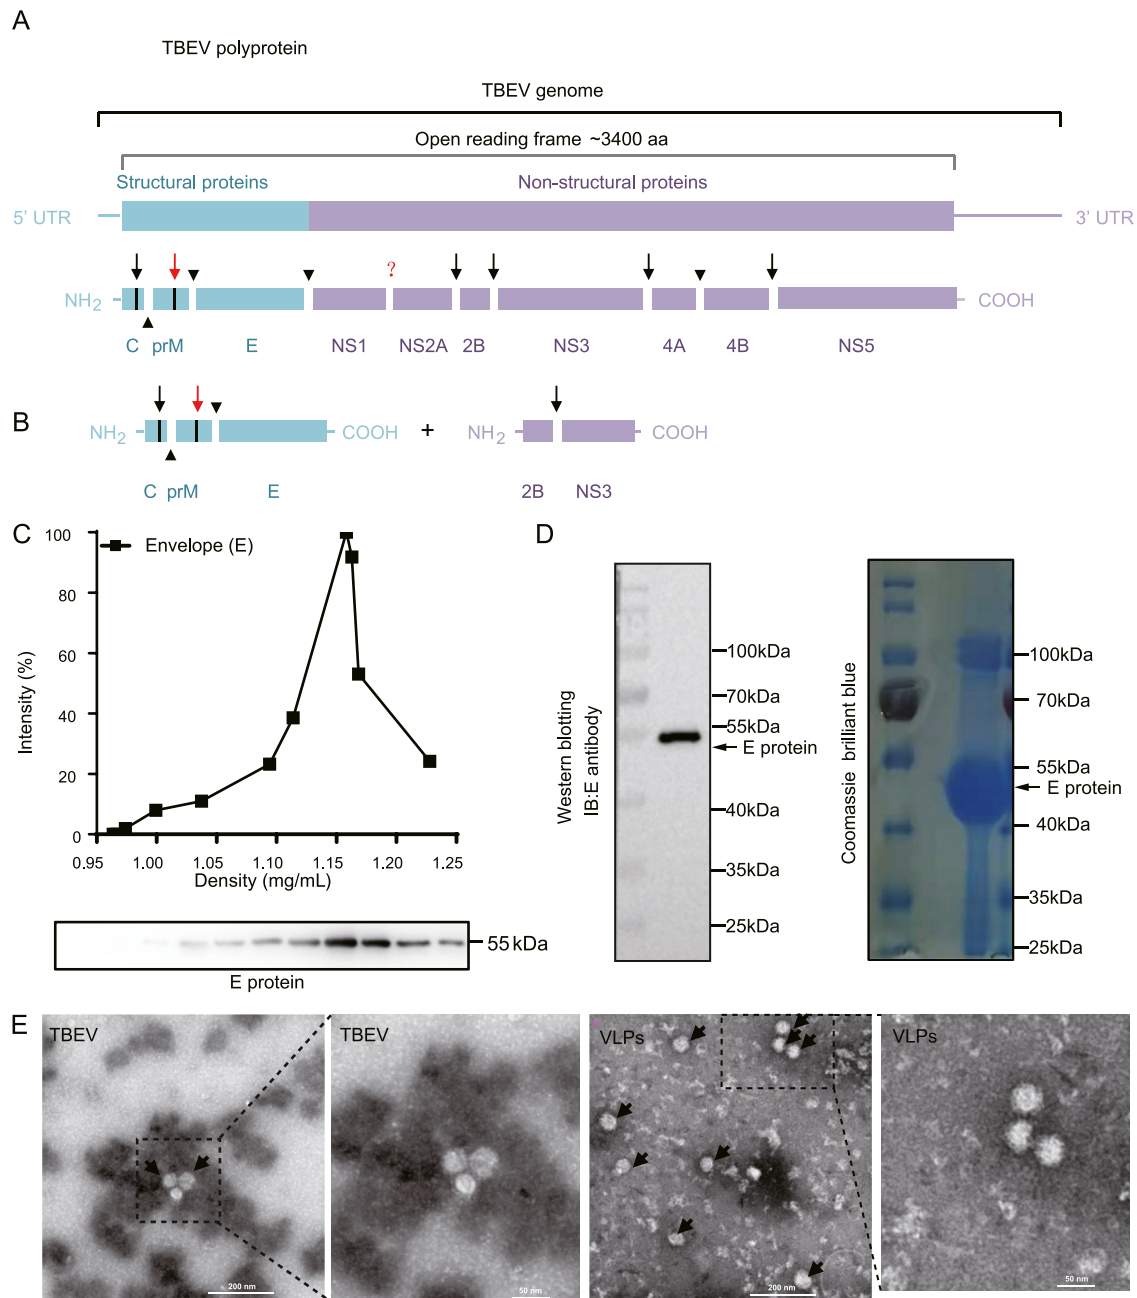 A
TBEV polyprotein
TBEV genome
Open reading frame ~3400 aa
Structural proteins Non-structural proteins
5' UTR 3' UTR
?
NH2 COOH
C prM E NS1 NS2A 2B NS3 4A 4B NS5
B
NH2 COOH + NH2 COOH
C prM E 2B NS3
C
Envelope (E)
Intensity (%)
100
80
60
40
20
0
0.95 1.00 1.05 1.10 1.15 1.20 1.25
Density (mg/mL)
55 kDa
E protein
D
Western blotting
IB:E antibody
100kDa
70kDa
55kDa
E protein
40kDa
35kDa
25kDa
Coomassie brilliant blue
100kDa
70kDa
55kDa
E protein
40kDa
35kDa
25kDa
E
TBEV
200 nm
TBEV
50 nm
VLPs
200 nm
VLPs
50 nm